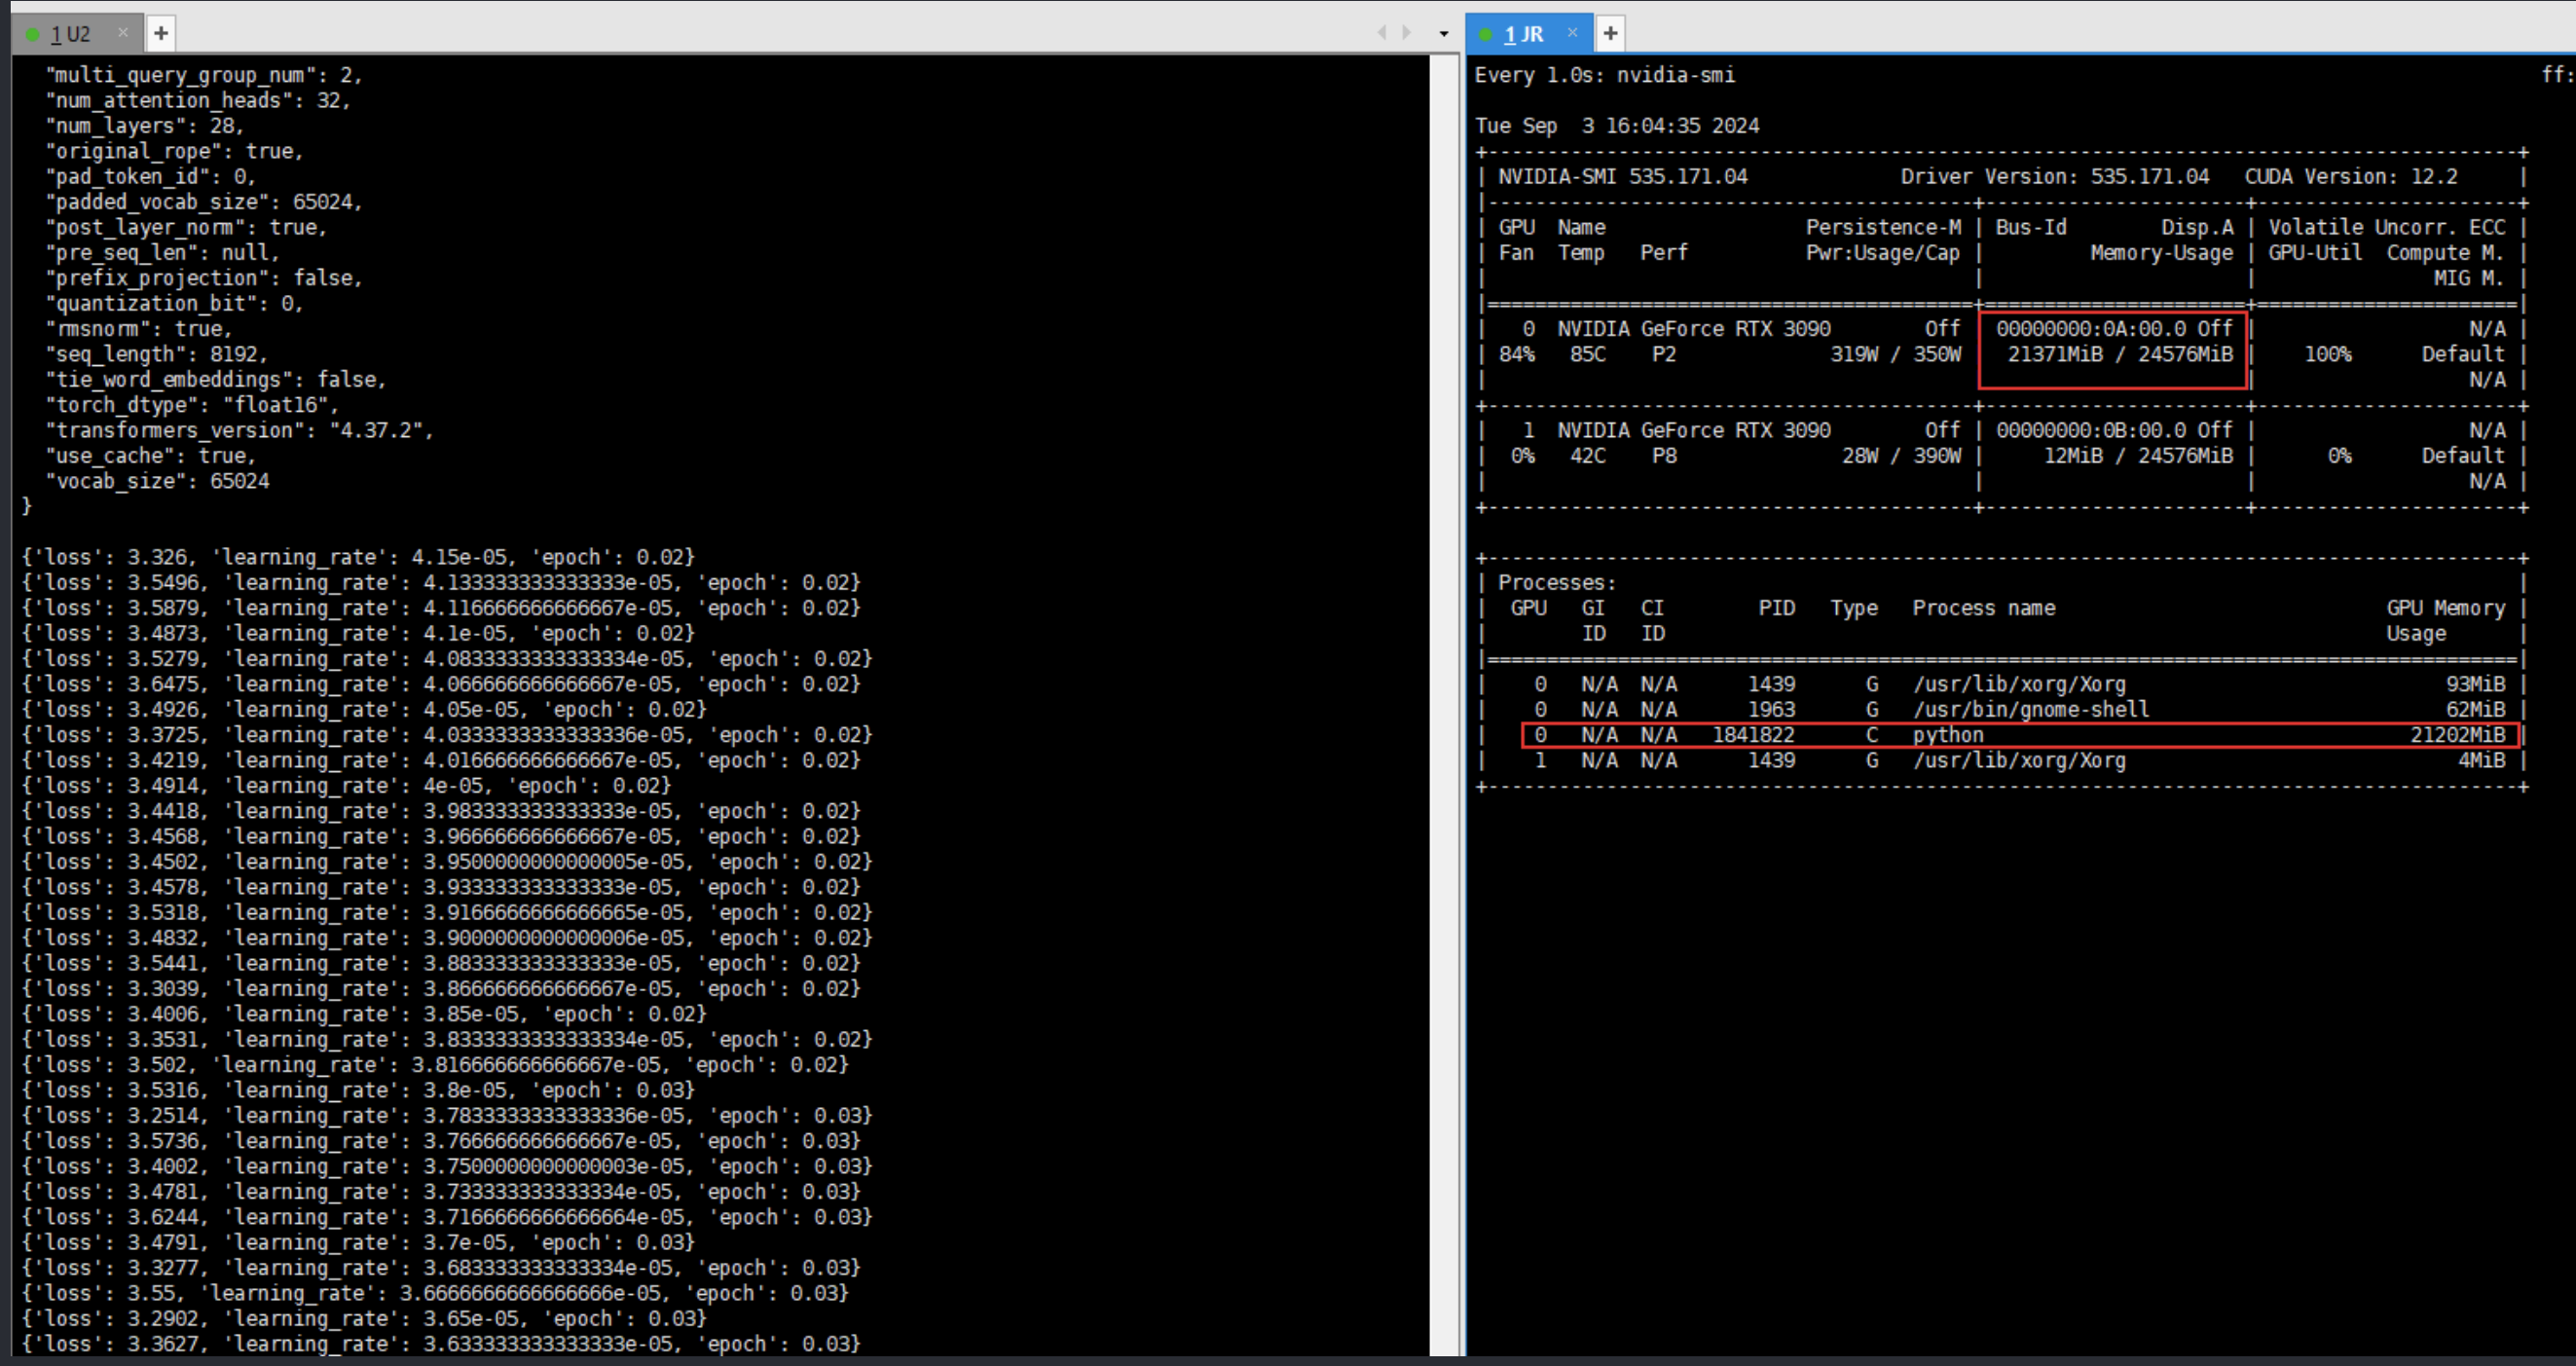 1 U2
"multi_query_group_num": 2,
"num_attention_heads": 32,
"num_layers": 28,
"original_rope": true,
"pad_token_id": 0,
"padded_vocab_size": 65024,
"post_layer_norm": true,
"pre_seq_len": null,
"prefix_projection": false,
"quantization_bit": 0,
"rmsnorm": true,
"seq_length": 8192,
"tie_word_embeddings": false,
"torch_dtype": "float16",
"transformers_version": "4.37.2",
"use_cache": true,
"vocab_size": 65024
}
{'loss': 3.326, 'learning_rate': 4.15e-05, 'epoch': 0.02}
{'loss': 3.5496, 'learning_rate': 4.133333333333333e-05, 'epoch': 0.02}
{'loss': 3.5879, 'learning_rate': 4.116666666666667e-05, 'epoch': 0.02}
{'loss': 3.4873, 'learning_rate': 4.1e-05, 'epoch': 0.02}
{'loss': 3.5279, 'learning_rate': 4.0833333333333334e-05, 'epoch': 0.02}
{'loss': 3.6475, 'learning_rate': 4.066666666666667e-05, 'epoch': 0.02}
{'loss': 3.4926, 'learning_rate': 4.05e-05, 'epoch': 0.02}
{'loss': 3.3725, 'learning_rate': 4.0333333333333336e-05, 'epoch': 0.02}
{'loss': 3.4219, 'learning_rate': 4.016666666666667e-05, 'epoch': 0.02}
{'loss': 3.4914, 'learning_rate': 4e-05, 'epoch': 0.02}
{'loss': 3.4418, 'learning_rate': 3.983333333333333e-05, 'epoch': 0.02}
{'loss': 3.4568, 'learning_rate': 3.966666666666667e-05, 'epoch': 0.02}
{'loss': 3.4502, 'learning_rate': 3.9500000000000005e-05, 'epoch': 0.02}
{'loss': 3.4578, 'learning_rate': 3.933333333333333e-05, 'epoch': 0.02}
{'loss': 3.5318, 'learning_rate': 3.9166666666666665e-05, 'epoch': 0.02}
{'loss': 3.4832, 'learning_rate': 3.9000000000000006e-05, 'epoch': 0.02}
{'loss': 3.5441, 'learning_rate': 3.883333333333333e-05, 'epoch': 0.02}
{'loss': 3.3039, 'learning_rate': 3.866666666666667e-05, 'epoch': 0.02}
{'loss': 3.4006, 'learning_rate': 3.85e-05, 'epoch': 0.02}
{'loss': 3.3531, 'learning_rate': 3.8333333333333334e-05, 'epoch': 0.02}
{'loss': 3.502, 'learning_rate': 3.816666666666667e-05, 'epoch': 0.02}
{'loss': 3.5316, 'learning_rate': 3.8e-05, 'epoch': 0.03}
{'loss': 3.2514, 'learning_rate': 3.7833333333333336e-05, 'epoch': 0.03}
{'loss': 3.5736, 'learning_rate': 3.766666666666667e-05, 'epoch': 0.03}
{'loss': 3.4002, 'learning_rate': 3.7500000000000003e-05, 'epoch': 0.03}
{'loss': 3.4781, 'learning_rate': 3.733333333333334e-05, 'epoch': 0.03}
{'loss': 3.6244, 'learning_rate': 3.7166666666666664e-05, 'epoch': 0.03}
{'loss': 3.4791, 'learning_rate': 3.7e-05, 'epoch': 0.03}
{'loss': 3.3277, 'learning_rate': 3.683333333333334e-05, 'epoch': 0.03}
{'loss': 3.55, 'learning_rate': 3.6666666666666666e-05, 'epoch': 0.03}
{'loss': 3.2902, 'learning_rate': 3.65e-05, 'epoch': 0.03}
{'loss': 3.3627, 'learning_rate': 3.633333333333333e-05, 'epoch': 0.03}
1 JR
Every 1.0s: nvidia-smi ff:
Tue Sep 3 16:04:35 2024
NVIDIA-SMI 535.171.04 Driver Version: 535.171.04 CUDA Version: 12.2
GPU Name Persistence-M | Bus-Id Disp.A | Volatile Uncorr. ECC
Fan Temp Perf Pwr:Usage/Cap | Memory-Usage | GPU-Util Compute M.
MIG M.
0 NVIDIA GeForce RTX 3090 Off | 00000000:0A:00.0 Off | N/A
84% 85C P2 319W / 350W | 21371MiB / 24576MiB | 100% Default
N/A
1 NVIDIA GeForce RTX 3090 Off | 00000000:0B:00.0 Off | N/A
0% 42C P8 28W / 390W | 12MiB / 24576MiB | 0% Default
N/A
Processes:
GPU GI CI PID Type Process name GPU Memory
ID ID Usage
0 N/A N/A 1439 G /usr/lib/xorg/Xorg 93MiB
0 N/A N/A 1963 G /usr/bin/gnome-shell 62MiB
0 N/A N/A 1841822 C python 21202MiB
1 N/A N/A 1439 G /usr/lib/xorg/Xorg 4MiB